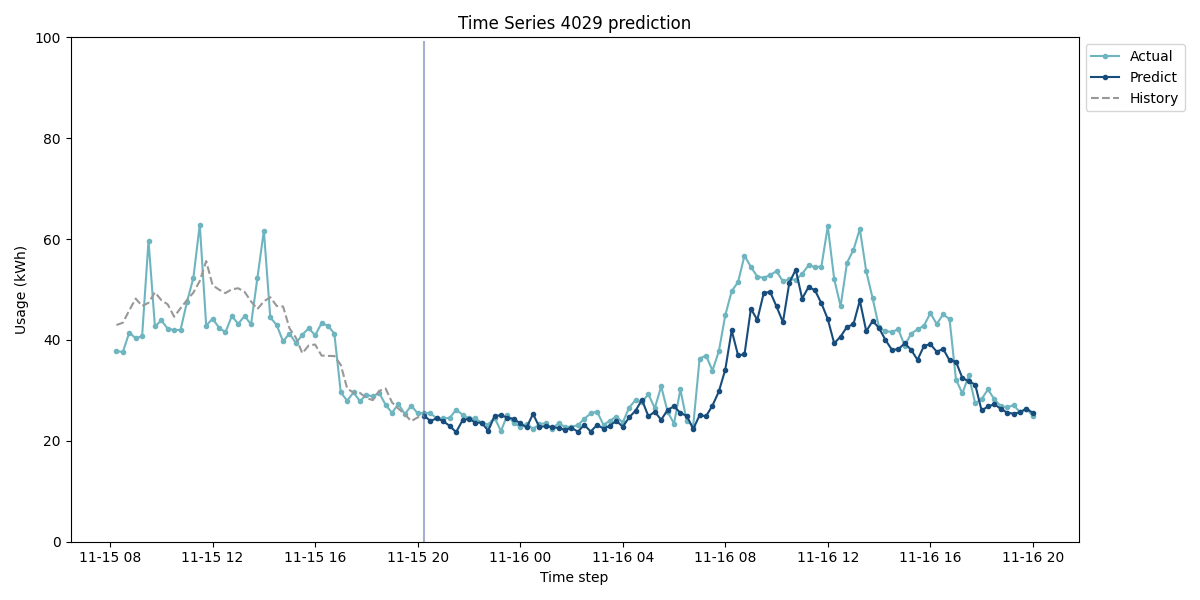 Time Series 4029 prediction
100
80
60
40
20
0
Usage (kWh)
11-15 08
11-15 12
11-15 16
11-15 20
11-16 00
11-16 04
11-16 08
11-16 12
11-16 16
11-16 20
Time step
Actual
Predict
History